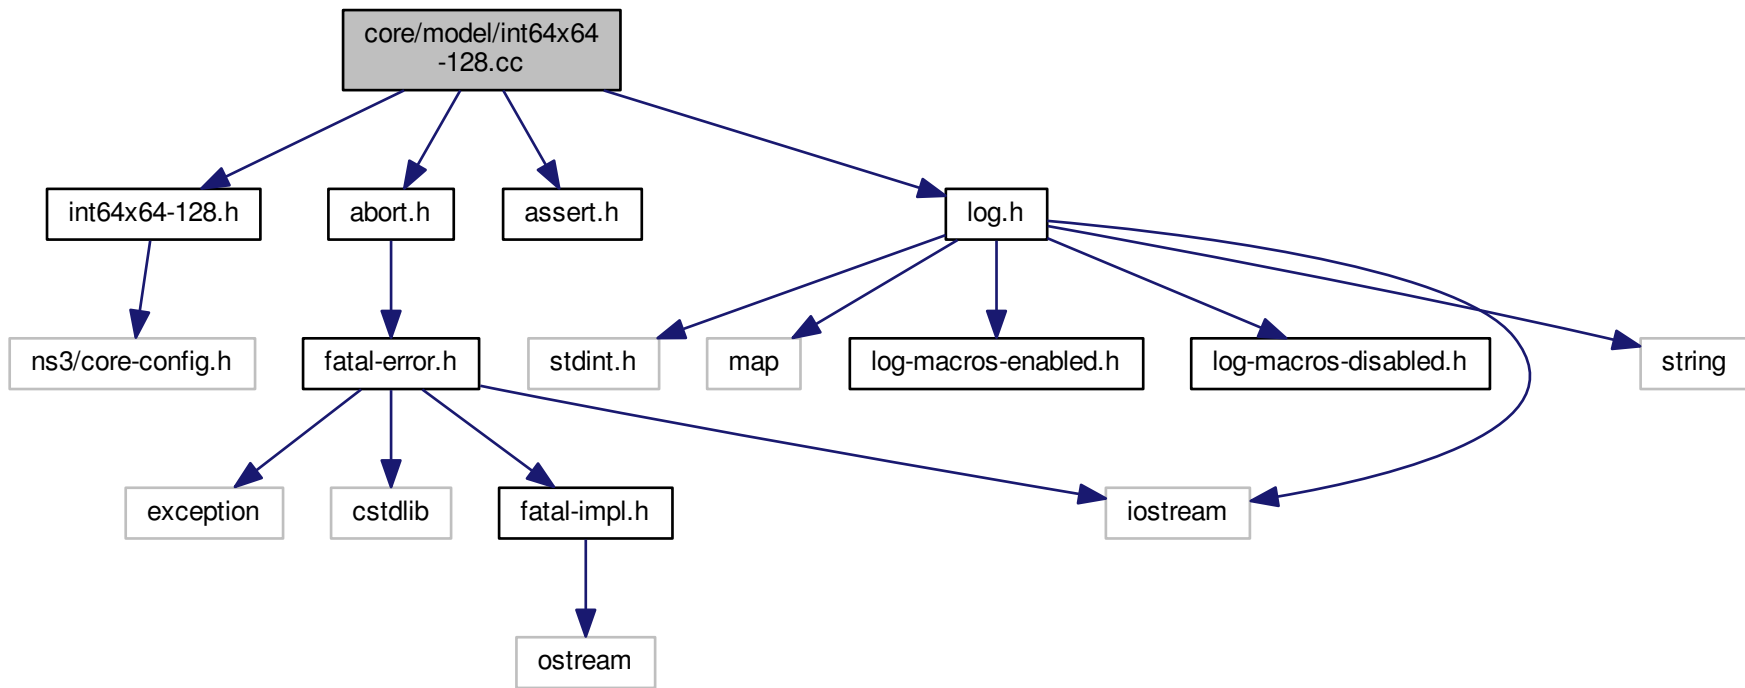 core/model/int64x64
-128.cc
int64x64-128.h
abort.h
assert.h
log.h
ns3/core-config.h
fatal-error.h
stdint.h
map
log-macros-enabled.h
log-macros-disabled.h
string
exception
cstdlib
fatal-impl.h
iostream
ostream